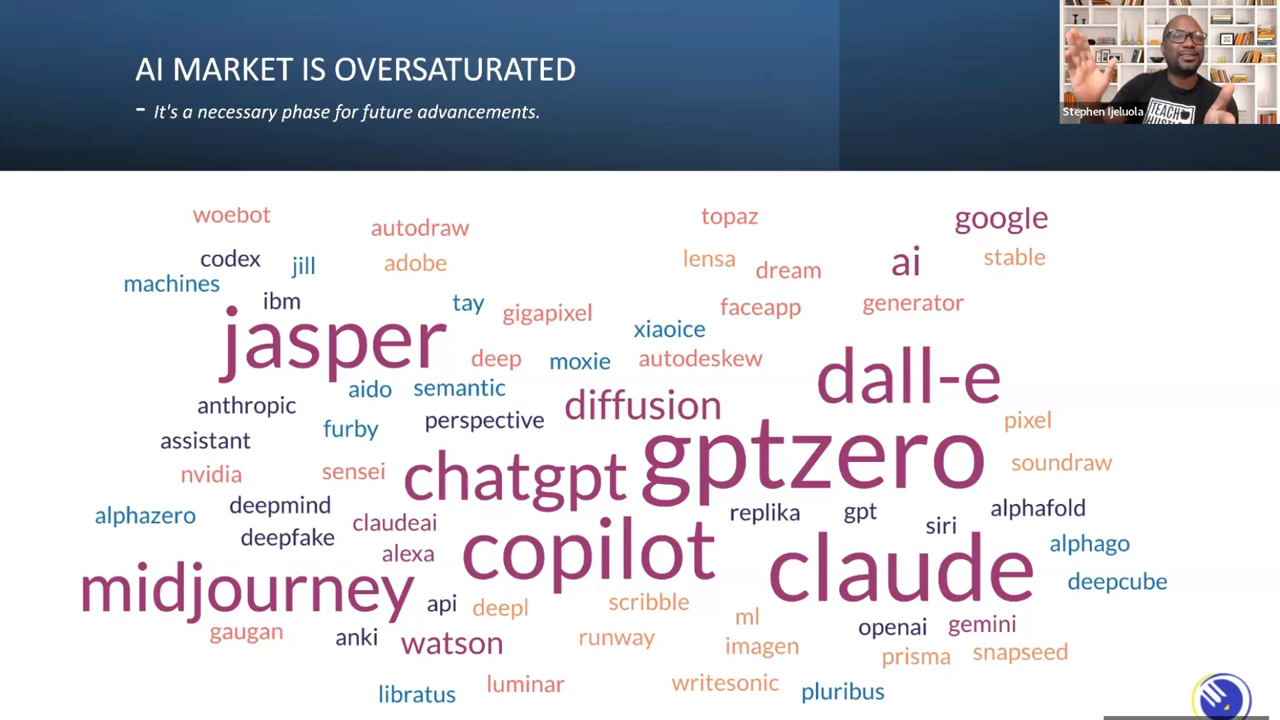 AI MARKET IS OVERSATURATED
- It's a necessary phase for future advancements.
Stephen Ijeluola
TEACH
woebot
autodraw
topaz
google
codex
jill
adobe
lensa
dream
ai
stable
machines
ibm
tay
gigapixel
faceapp
generator
jasper
xiaoice
deep
moxie
autodeskew
dall-e
aido
semantic
anthropic
perspective
diffusion
pixel
assistant
furby
gptzero
nvidia
sensei
chatgpt
soundraw
alphazero
deepmind
claudeai
replika
gpt
siri
alphafold
deepfake
alexa
copilot
claude
alphago
deepcube
midjourney
api
deepl
scribble
ml
openai
gemini
gaugan
anki
watson
runway
imagen
prisma
snapseed
libratus
luminar
writesonic
pluribus